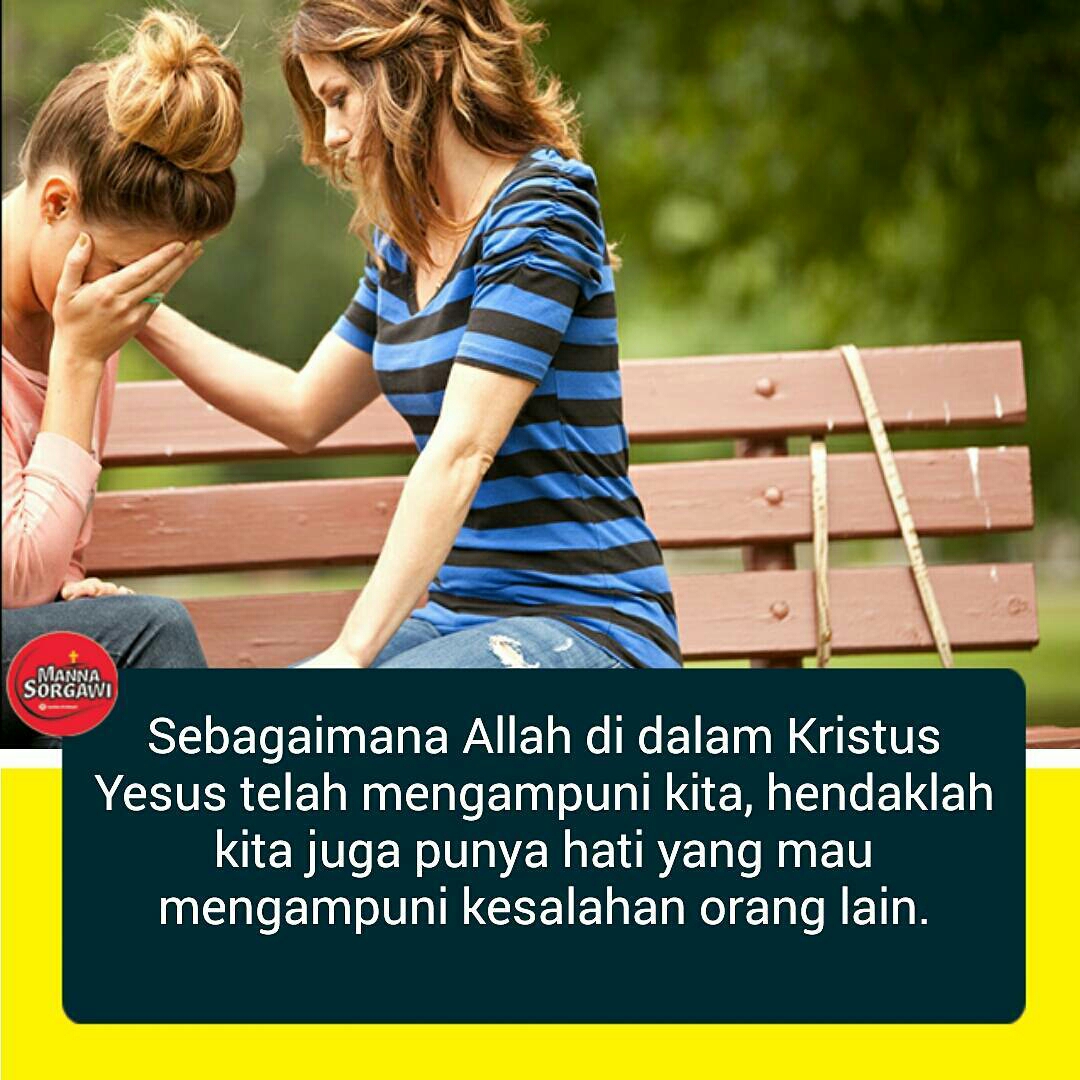 MANNA
SORGAWI
Sebagaimana Allah di dalam Kristus
Yesus telah mengampuni kita, hendaklah
kita juga punya hati yang mau
mengampuni kesalahan orang lain.